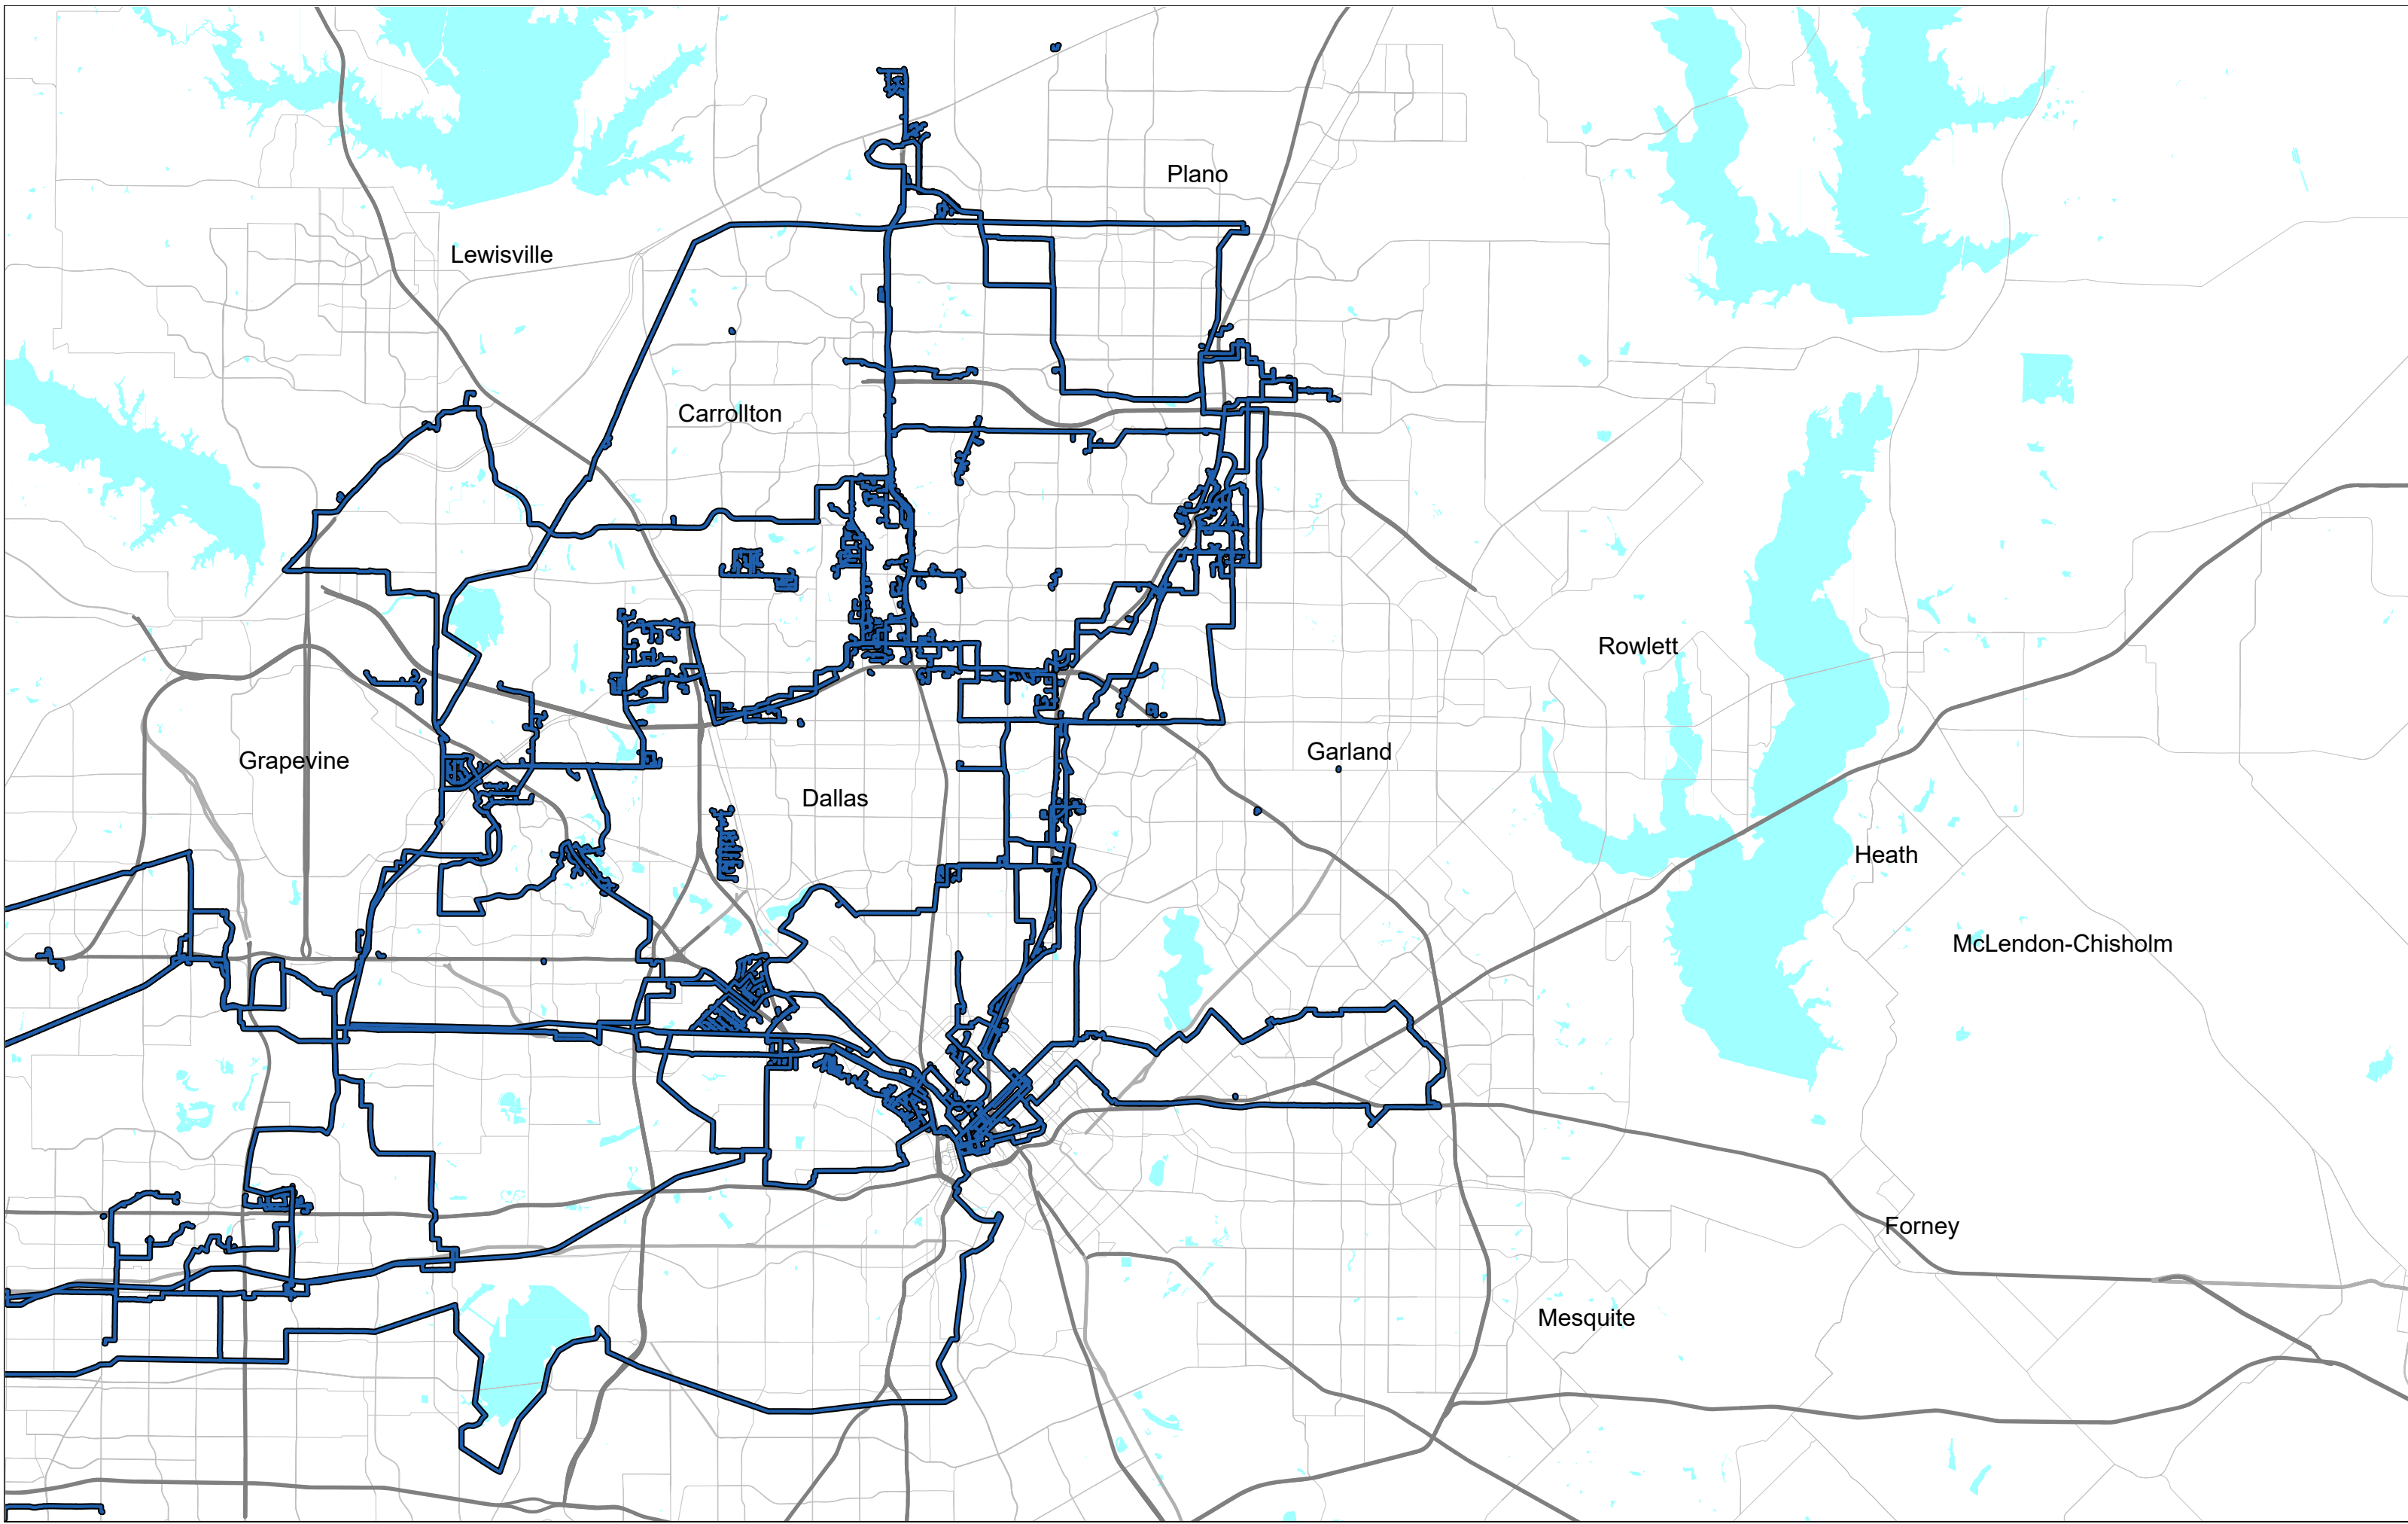 Plano
Lewisville
Carrollton
Rowlett
Garland
Grapevine
Dallas
Heath
McLendon-Chisholm
Forney
Mesquite